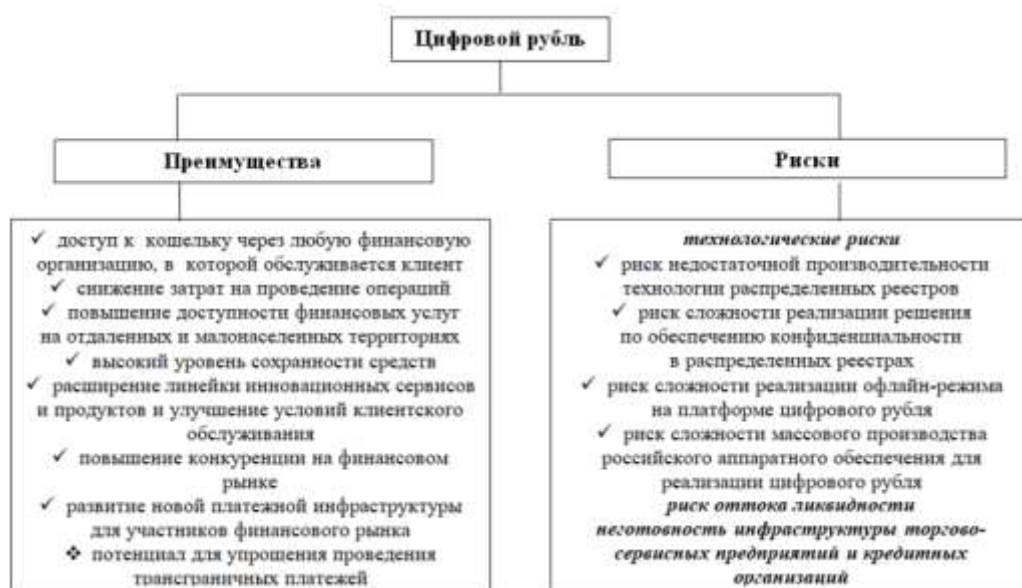 Цифровой рубль
Преимущества
✓ доступ к кошельку через любую финансовую
организацию, в которой обслуживается клиент
✓ снижение затрат на проведение операций
✓ повышение доступности финансовых услуг
на отдаленных и малонаселенных территориях
✓ высокий уровень сохранности средств
✓ расширение линейки инновационных сервисов
и продуктов и улучшение условий клиентского
обслуживания
✓ повышение конкуренции на финансовом
рынке
✓ развитие новой платежной инфраструктуры
для участников финансового рынка
❖ потенциал для упрошения проведения
трансграничных платежей
Риски
технологические риски
✓ риск недостаточной производительности
технологии распределенных реестров
✓ риск сложности реализации решения
по обеспечению конфиденциальности
в распределенных реестрах
✓ риск сложности реализации офлайн-режима
на платформе цифрового рубля
✓ риск сложности массового производства
российского аппаратного обеспечения для
реализации цифрового рубля
риск оттока ликвидности
неготовность инфраструктуры торгово-
сервисных предприятий и кредитных
организаций